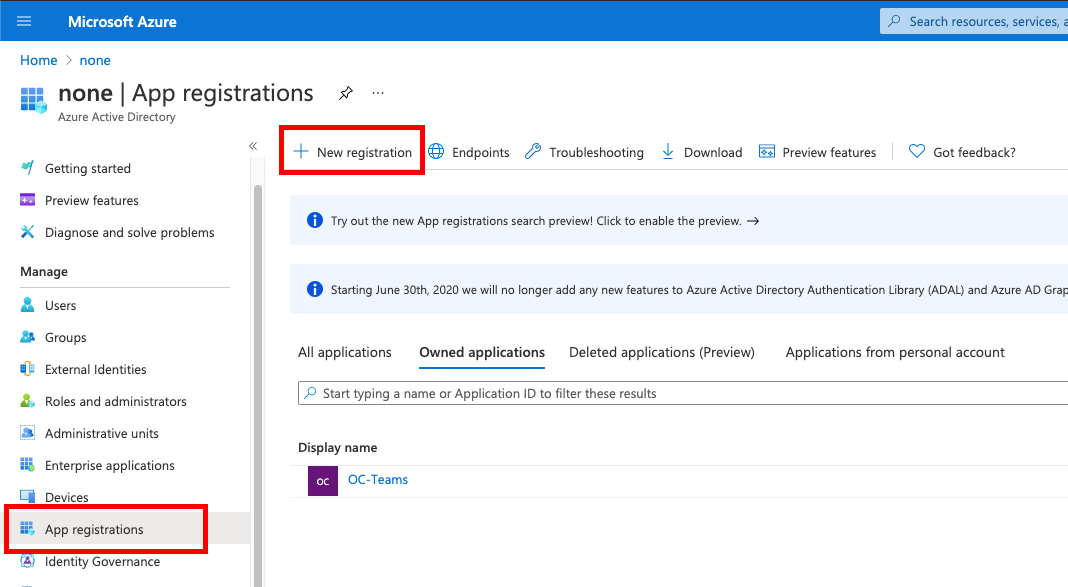 Microsoft Azure
Search resources, services, a
Home > none
none | App registrations
Azure Active Directory
Getting started
Preview features
Diagnose and solve problems
Manage
Users
Groups
External Identities
Roles and administrators
Administrative units
Enterprise applications
Devices
App registrations
Identity Governance
New registration
Endpoints
Troubleshooting
Download
Preview features
Got feedback?
Try out the new App registrations search preview! Click to enable the preview. →
Starting June 30th, 2020 we will no longer add any new features to Azure Active Directory Authentication Library (ADAL) and Azure AD Grap
All applications
Owned applications
Deleted applications (Preview)
Applications from personal account
Start typing a name or Application ID to filter these results
Display name
OC
OC-Teams